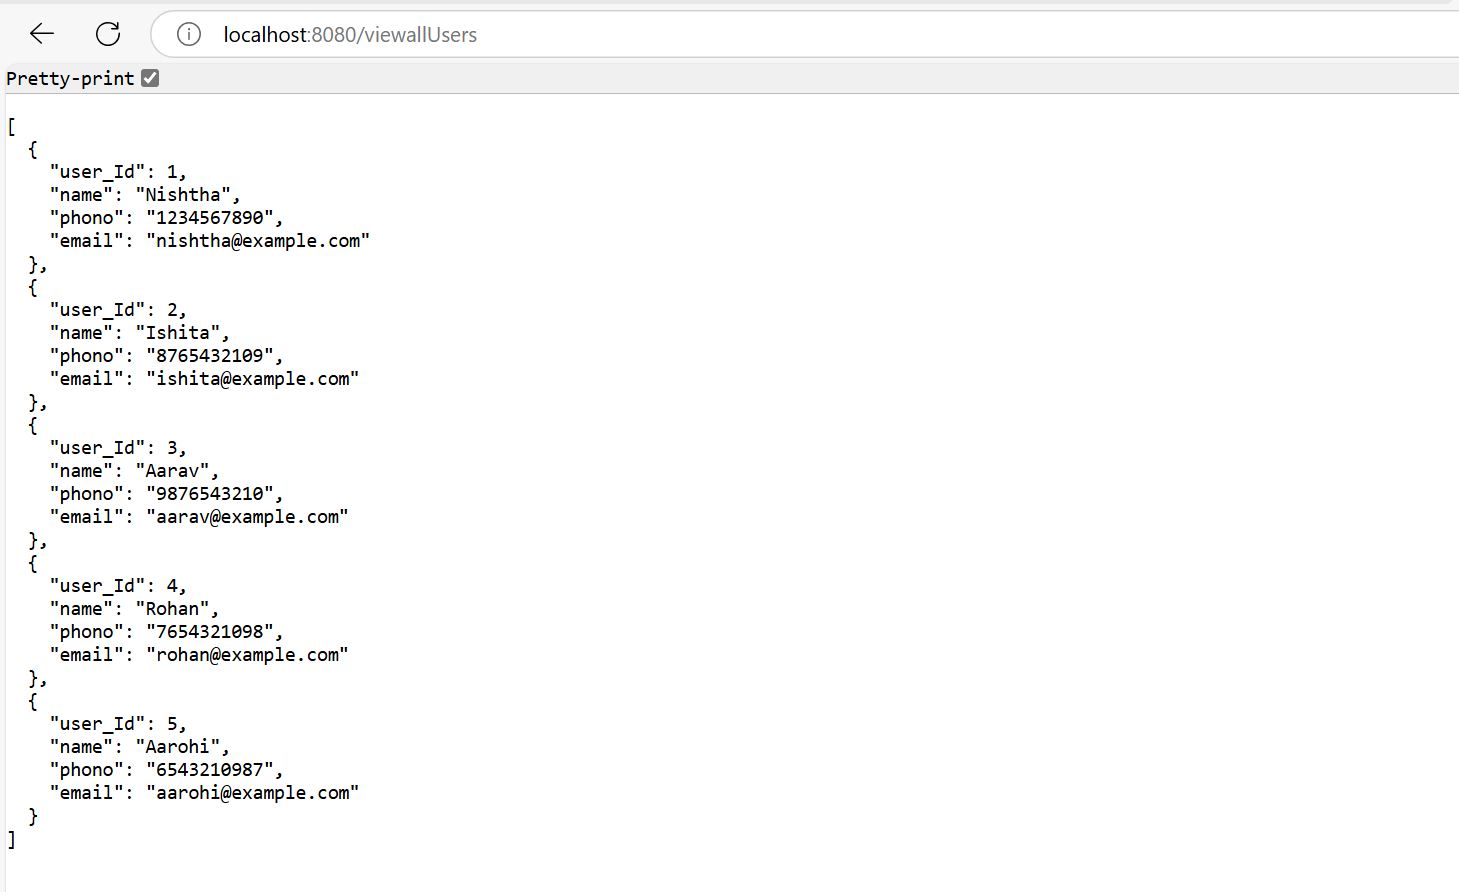 localhost:8080/viewallUsers
Pretty-print
[
  {
    "user_Id": 1,
    "name": "Nishtha",
    "phono": "1234567890",
    "email": "nishtha@example.com"
  },
  {
    "user_Id": 2,
    "name": "Ishita",
    "phono": "8765432109",
    "email": "ishita@example.com"
  },
  {
    "user_Id": 3,
    "name": "Aarav",
    "phono": "9876543210",
    "email": "aarav@example.com"
  },
  {
    "user_Id": 4,
    "name": "Rohan",
    "phono": "7654321098",
    "email": "rohan@example.com"
  },
  {
    "user_Id": 5,
    "name": "Aarohi",
    "phono": "6543210987",
    "email": "aarohi@example.com"
  }
]